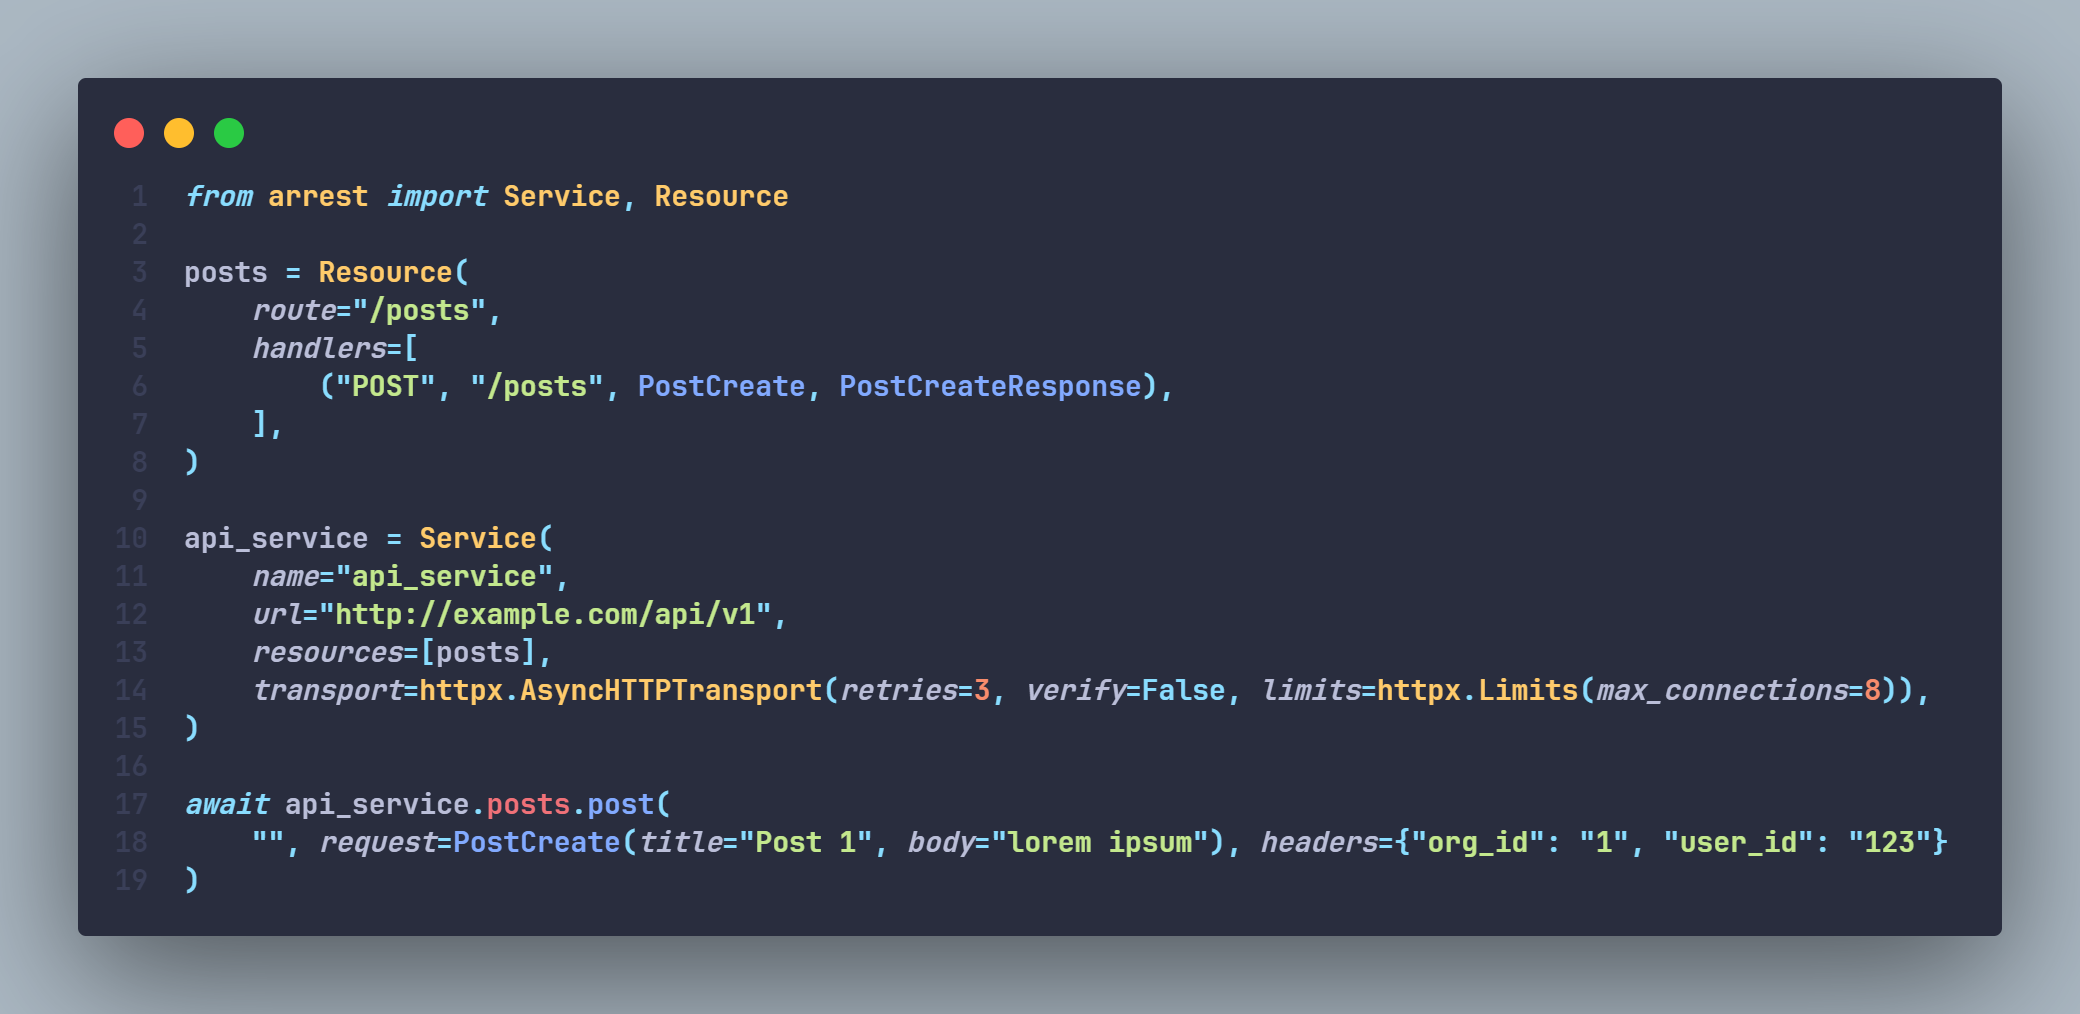 1 from arrest import Service, Resource
2
3 posts = Resource(
4     route="/posts",
5     handlers=[
6         ("POST", "/posts", PostCreate, PostCreateResponse),
7     ],
8 )
9
10 api_service = Service(
11     name="api_service",
12     url="http://example.com/api/v1",
13     resources=[posts],
14     transport=httpx.AsyncHTTPTransport(retries=3, verify=False, limits=httpx.Limits(max_connections=8)),
15 )
16
17 await api_service.posts.post(
18     "", request=PostCreate(title="Post 1", body="lorem ipsum"), headers={"org_id": "1", "user_id": "123"}
19 )